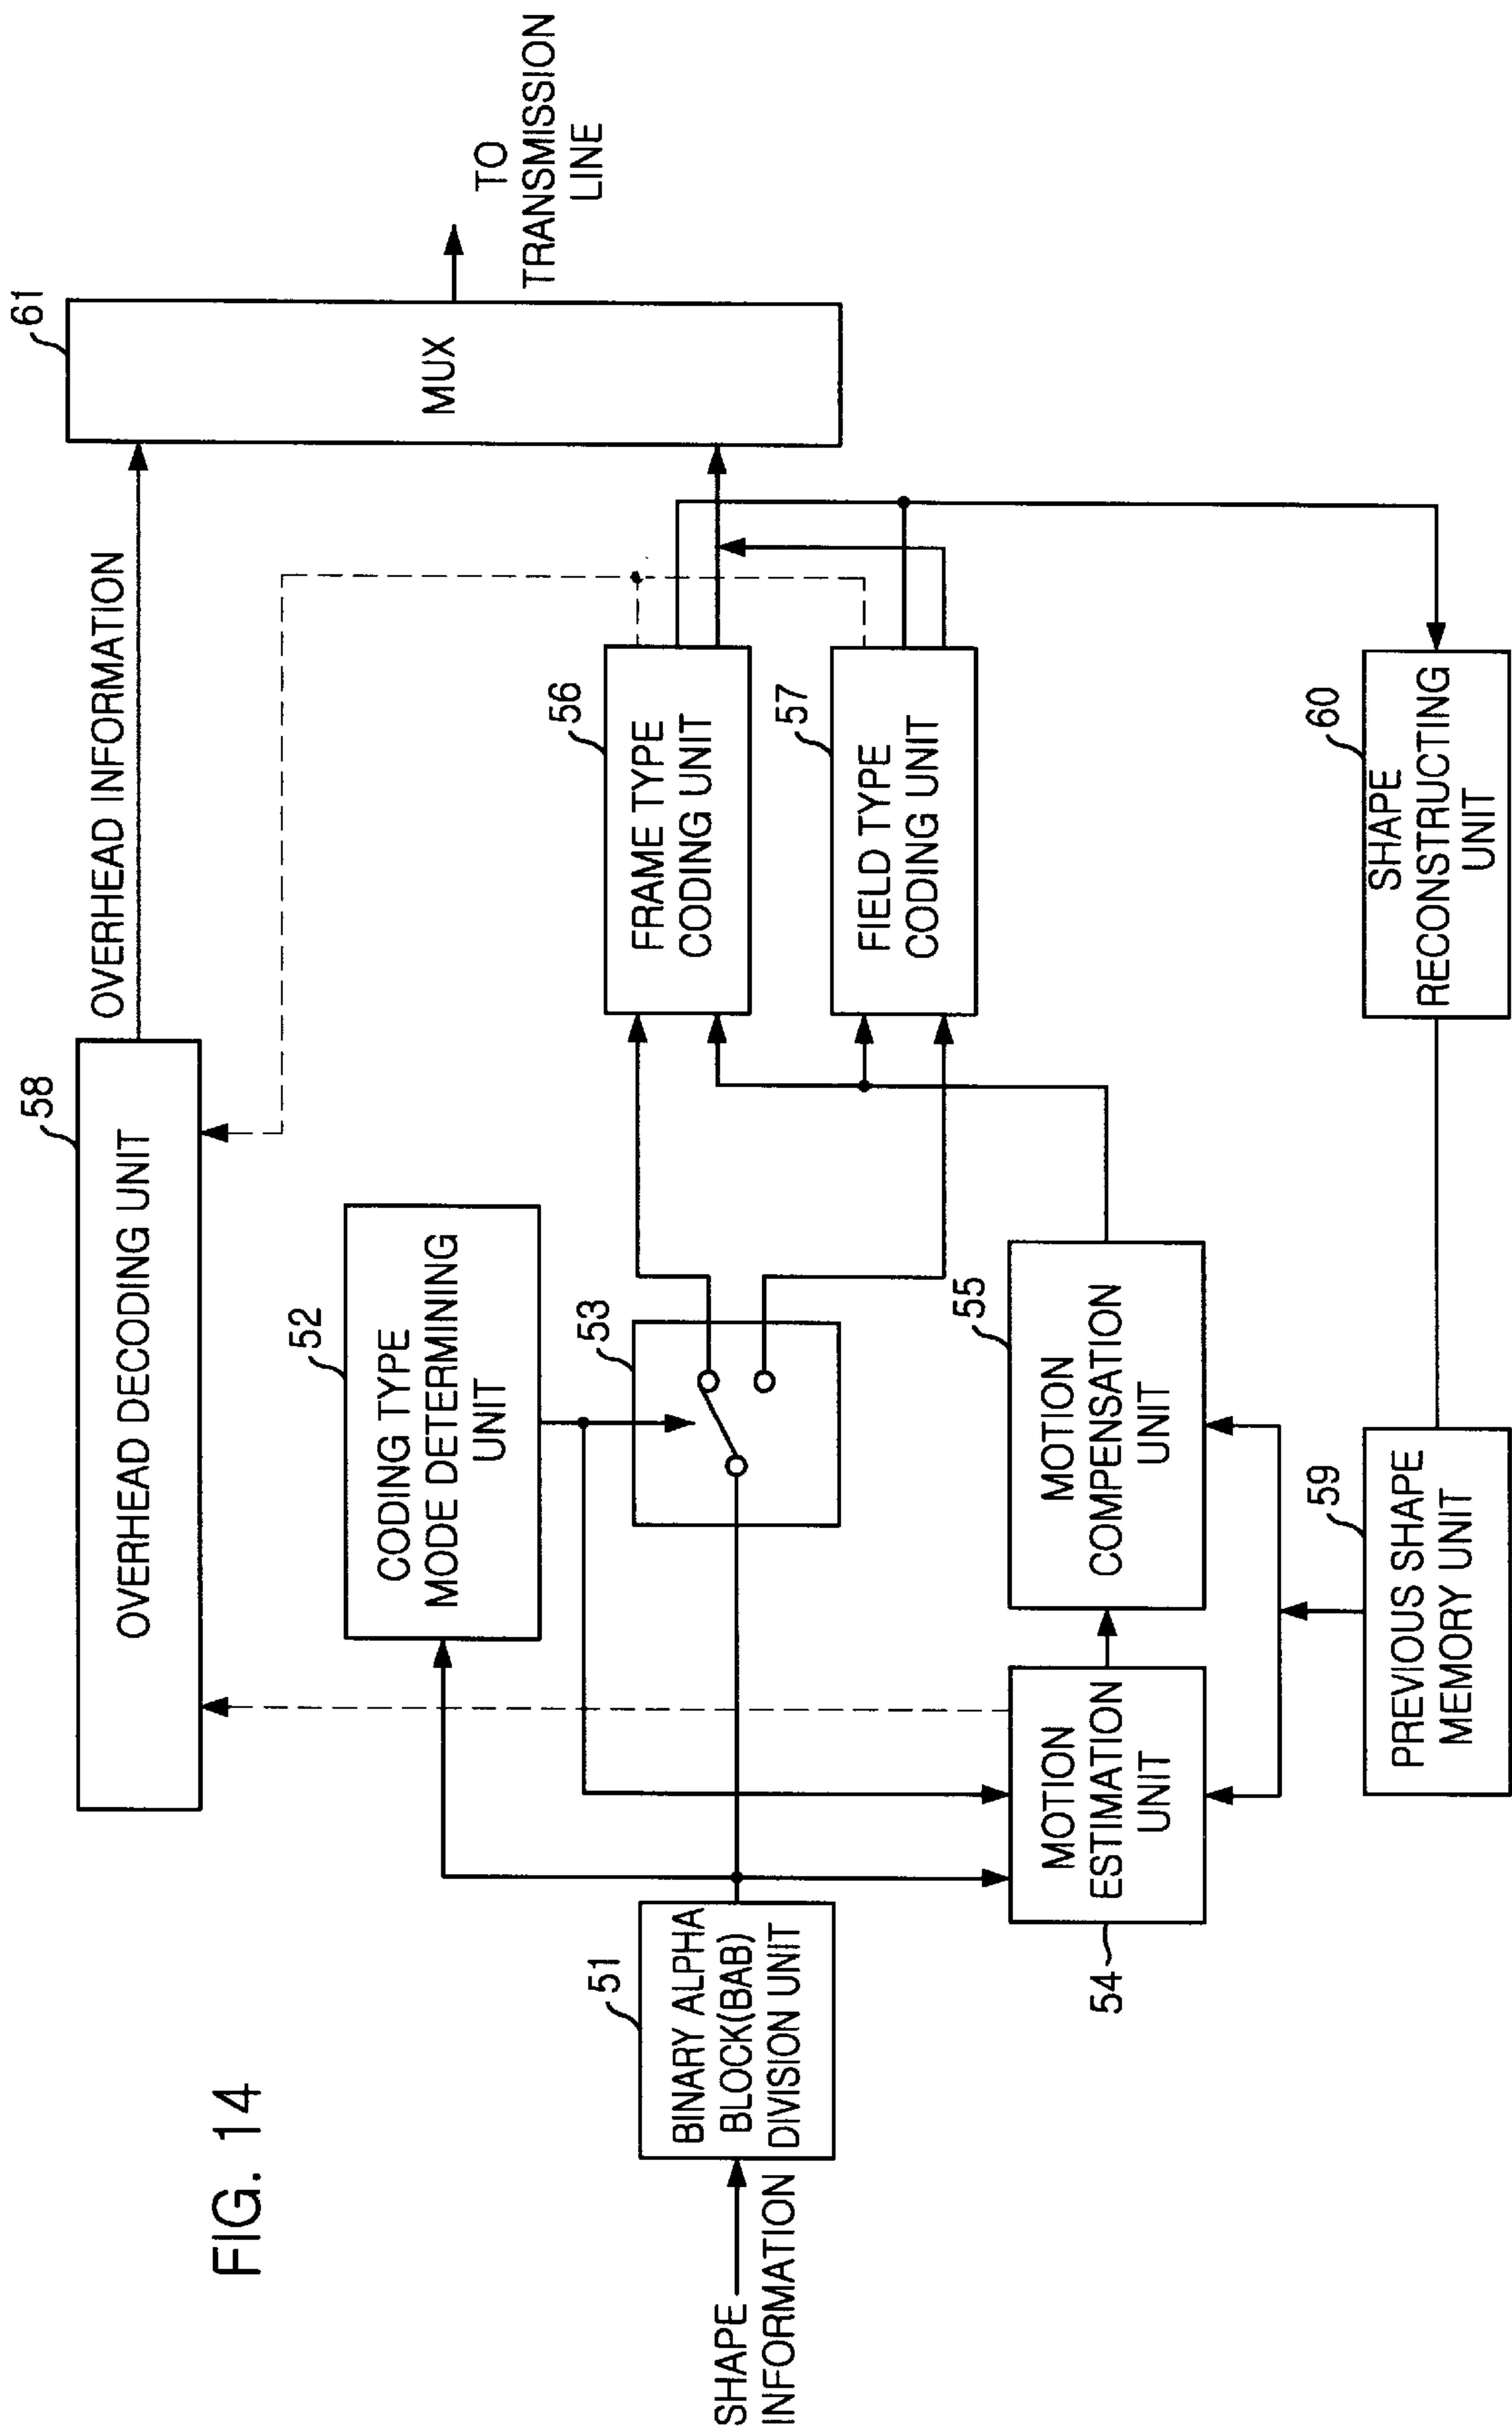 FIG. 14
58
OVERHEAD DECODING UNIT
OVERHEAD INFORMATION
61
MUX
TO
TRANSMISSION
LINE
52
CODING TYPE
MODE DETERMINING
UNIT
SHAPE
INFORMATION
51
BINARY ALPHA
BLOCK(BAB)
DIVISION UNIT
53
56
FRAME TYPE
CODING UNIT
57
FIELD TYPE
CODING UNIT
54
MOTION
ESTIMATION
UNIT
55
MOTION
COMPENSATION
UNIT
59
PREVIOUS SHAPE
MEMORY UNIT
60
SHAPE
RECONSTRUCTING
UNIT